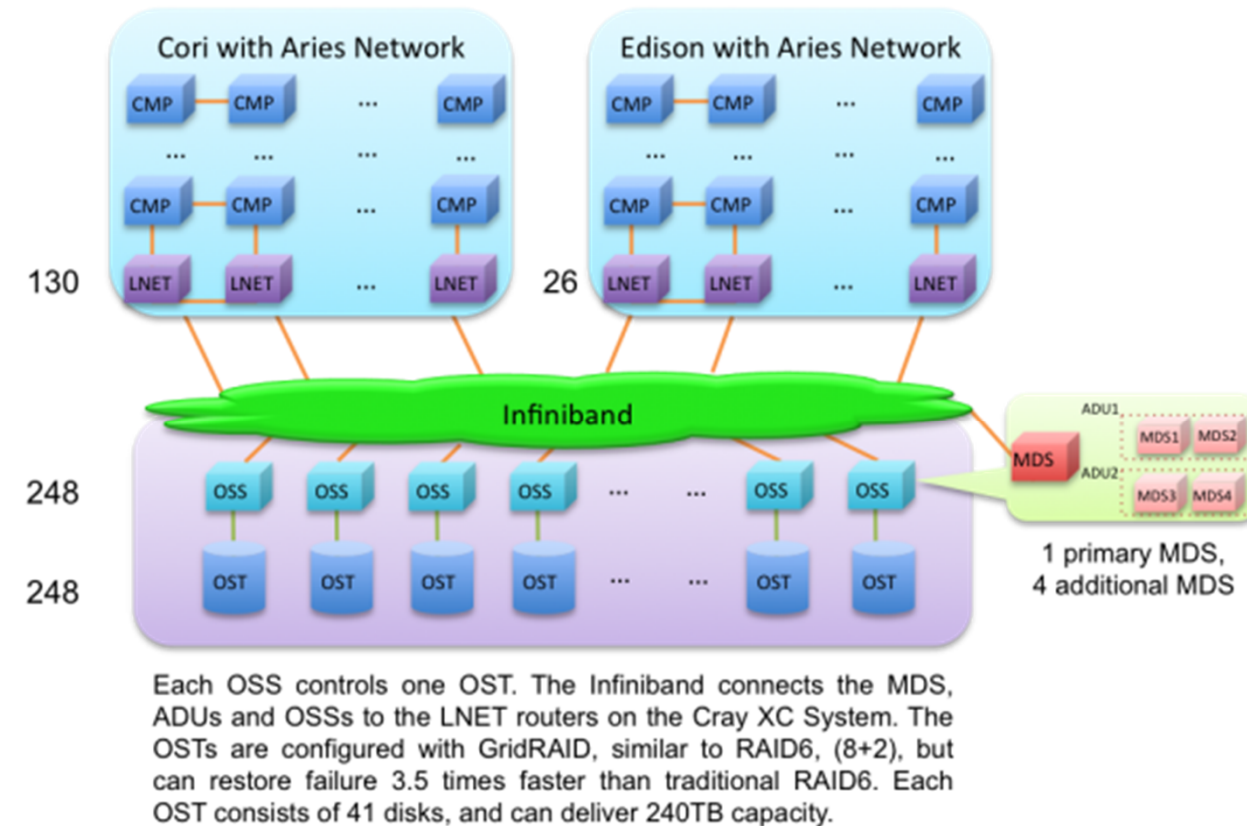 Cori with Aries Network
Edison with Aries Network
CMP CMP ... CMP CMP CMP ... CMP
... ... ... ... ... ... ... ...
CMP CMP ... CMP CMP CMP ... CMP
130 LNET LNET ... LNET 26 LNET LNET ... LNET
Infiniband
ADU1
MDS1 MDS2
MDS
ADU2
MDS3 MDS4
248 OSS OSS OSS OSS ... ... OSS OSS
1 primary MDS,
4 additional MDS
248 OST OST OST OST ... ... OST OST
Each OSS controls one OST. The Infiniband connects the MDS,
ADUs and OSSs to the LNET routers on the Cray XC System. The
OSTs are configured with GridRAID, similar to RAID6, (8+2), but
can restore failure 3.5 times faster than traditional RAID6. Each
OST consists of 41 disks, and can deliver 240TB capacity.